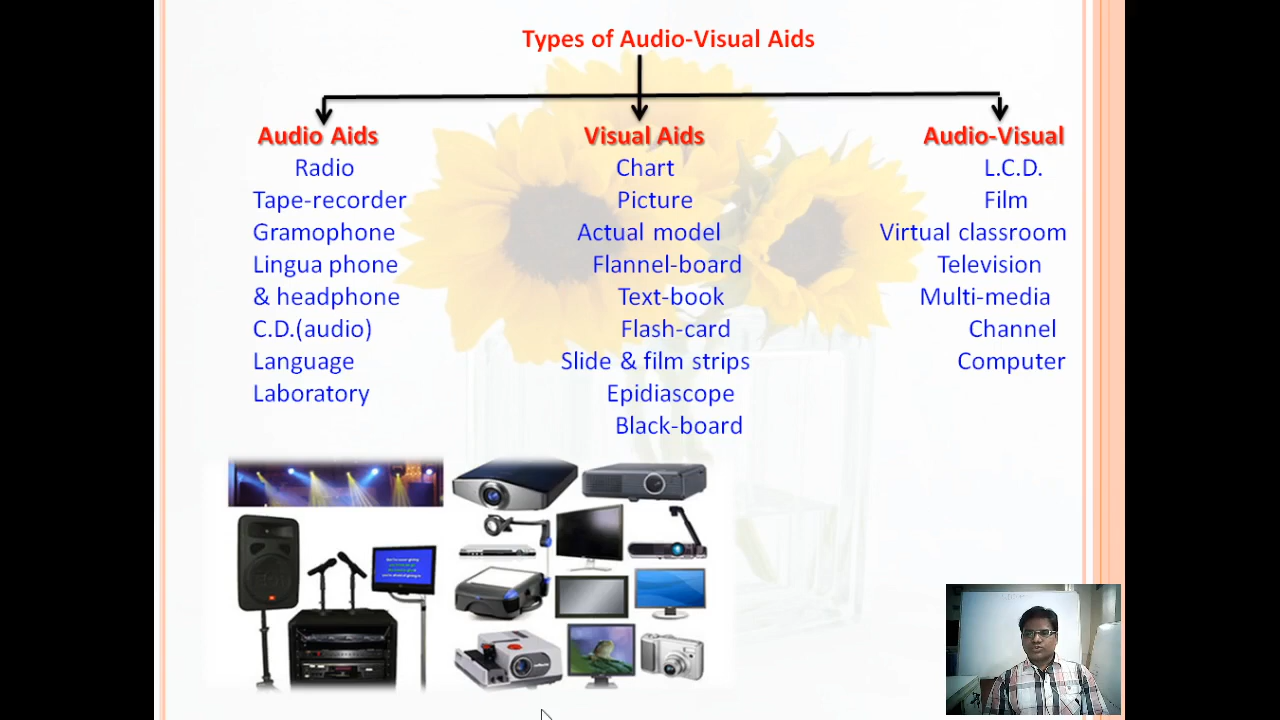 Types of Audio-Visual Aids
Audio Aids
Radio
Tape-recorder
Gramophone
Lingua phone
& headphone
C.D.(audio)
Language
Laboratory
Visual Aids
Chart
Picture
Actual model
Flannel-board
Text-book
Flash-card
Slide & film strips
Epidiascope
Black-board
Audio-Visual
L.C.D.
Film
Virtual classroom
Television
Multi-media
Channel
Computer